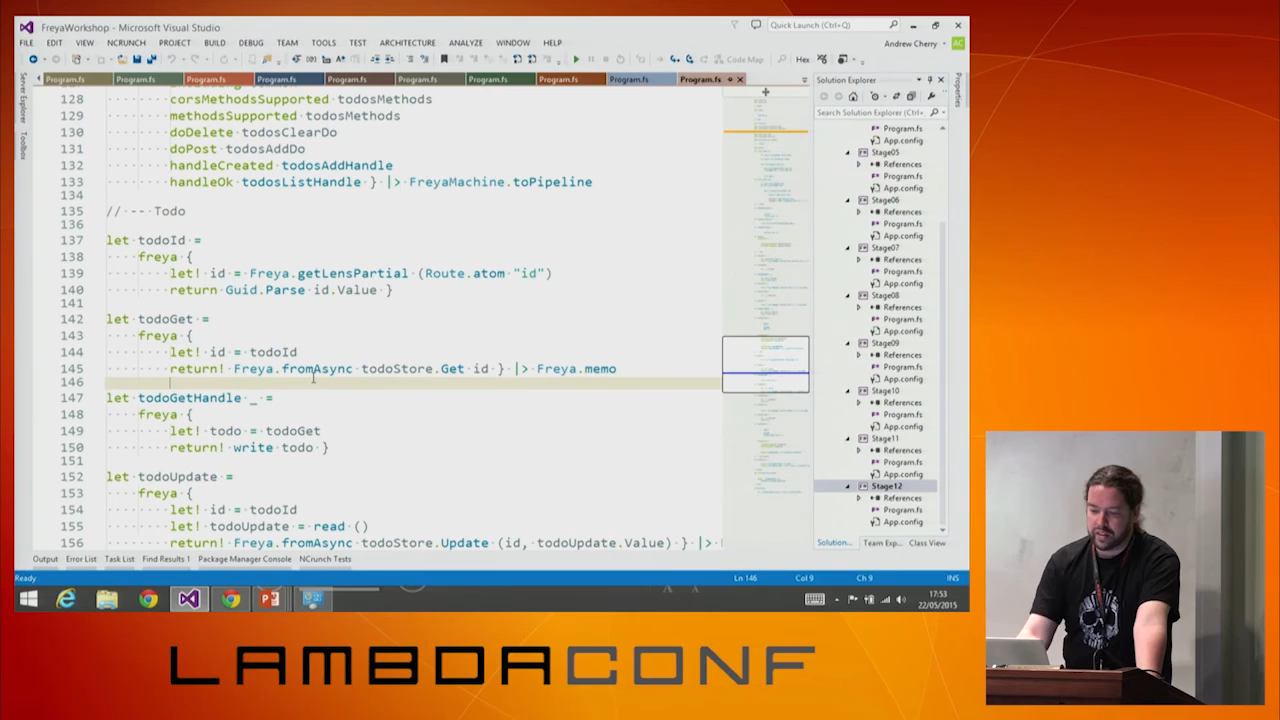 FreyaWorkshop - Microsoft Visual Studio
Quick Launch (Ctrl+Q)
FILE EDIT VIEW NCRUNCH PROJECT BUILD DEBUG TEAM TOOLS TEST ARCHITECTURE ANALYZE WINDOW HELP
Andrew Cherry AC
Code Map Hex
Program.fs Program.fs Program.fs Program.fs Program.fs Program.fs Program.fs Program.fs Program.fs Program.fs
Server Explorer
Toolbox
128 corsMethodsSupported todosMethods
129 methodsSupported todosMethods
130 doDelete todosClearDo
131 doPost todosAddDo
132 handleCreated todosAddHandle
133 handleOk todosListHandle } |> FreyaMachine.toPipeline
134
135 // -- Todo
136
137 let todoId =
138 freya {
139 let! id = Freya.getLensPartial (Route.atom "id")
140 return Guid.Parse id.Value }
141
142 let todoGet =
143 freya {
144 let! id = todoId
145 return! Freya.fromAsync todoStore.Get id } |> Freya.memo
146
147 let todoGetHandle _ =
148 freya {
149 let! todo = todoGet
150 return! write todo }
151
152 let todoUpdate =
153 freya {
154 let! id = todoId
155 let! todoUpdate = read ()
156 return! Freya.fromAsync todoStore.Update (id, todoUpdate.Value) } |>
Solution Explorer
Properties
Search Solution Explorer (Ctrl+
Program.fs
App.config
Stage05
References
Program.fs
App.config
Stage06
References
Program.fs
App.config
Stage07
References
Program.fs
App.config
Stage08
References
Program.fs
App.config
Stage09
References
Program.fs
App.config
Stage10
References
Program.fs
App.config
Stage11
References
Program.fs
App.config
Stage12
References
Program.fs
App.config
Solution... Team Exp... Class View
Output Error List Task List Find Results 1 Package Manager Console NCrunch Tests
Ready Ln 146 Col 9 Ch 9 INS
17:53
22/05/2015
LAMBDACONF